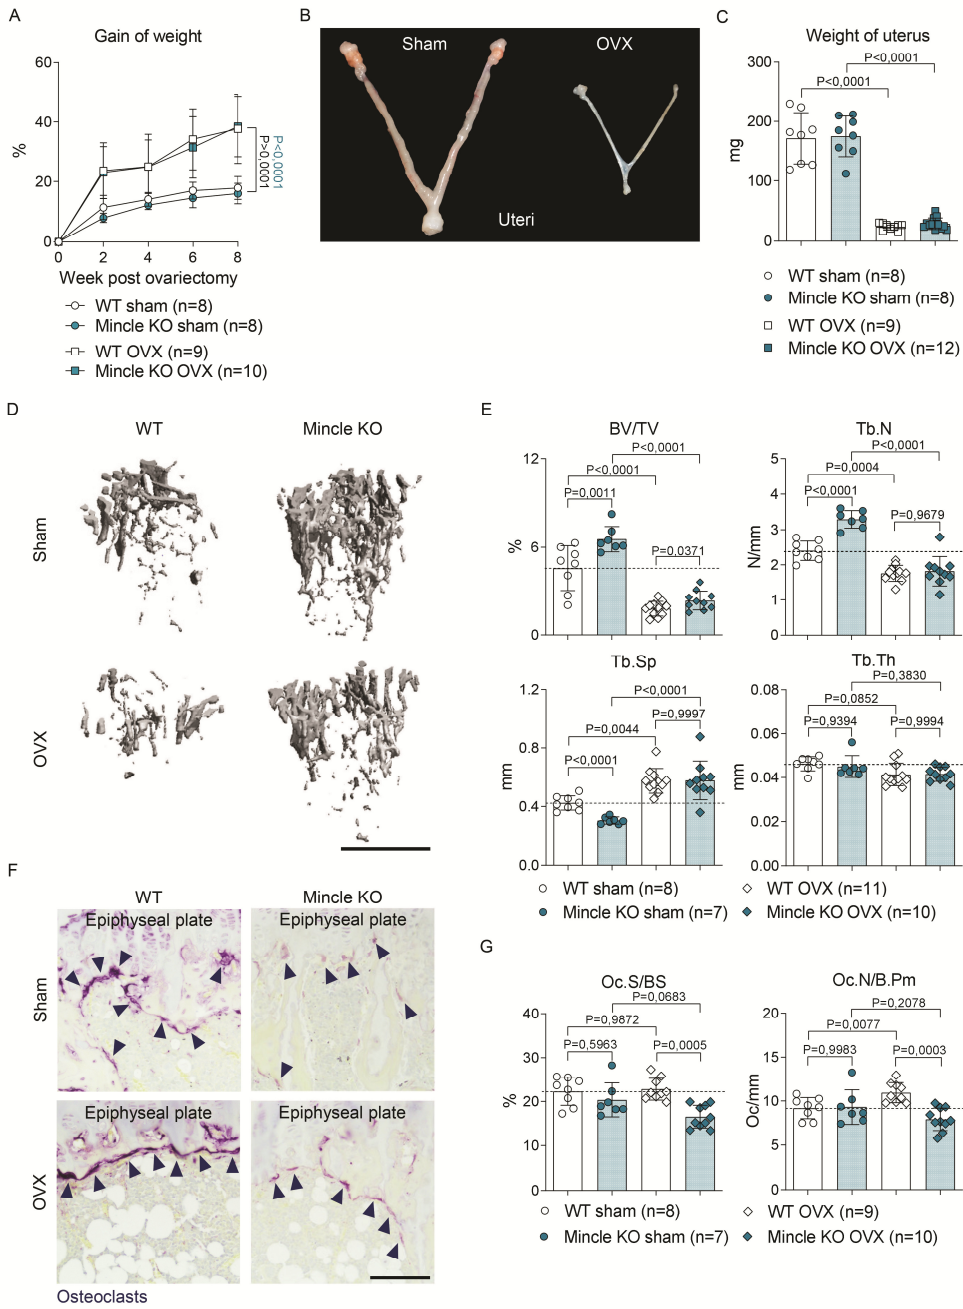 A
Gain of weight
60
40
20
0
%
0
2
4
6
8
P<0,0001
P>0,0001
Week post ovariectomy
WT sham (n=8)
Mincle KO sham (n=8)
WT OVX (n=9)
Mincle KO OVX (n=10)
B
Sham
OVX
Uteri
C
Weight of uterus
P<0,0001
P<0,0001
300
200
100
0
mg
WT sham (n=8)
Mincle KO sham (n=8)
WT OVX (n=9)
Mincle KO OVX (n=12)
D
WT
Mincle KO
Sham
OVX
E
BV/TV
P<0,0001
P<0,0001
P=0,0011
P=0,0371
12
6
0
%
Tb.N
P<0,0001
P=0,0004
P<0,0001
P=0,9679
5
4
3
2
1
0
N/mm
Tb.Sp
P<0,0001
P=0,9997
P=0,0044
P<0,0001
1.2
0.8
0.4
0.0
mm
Tb.Th
P=0,3830
P=0,0852
P=0,9394
P=0,9994
0.08
0.06
0.04
0.02
0.00
mm
WT sham (n=8)
Mincle KO sham (n=7)
WT OVX (n=11)
Mincle KO OVX (n=10)
F
WT
Mincle KO
Sham
OVX
Epiphyseal plate
Epiphyseal plate
Epiphyseal plate
Epiphyseal plate
Osteoclasts
G
Oc.S/BS
P=0,0683
P=0,9872
P=0,5963
P=0,0005
40
30
20
10
0
%
Oc.N/B.Pm
P=0,2078
P=0,0077
P=0,9983
P=0,0003
20
15
10
5
0
Oc/mm
WT sham (n=8)
Mincle KO sham (n=7)
WT OVX (n=9)
Mincle KO OVX (n=10)